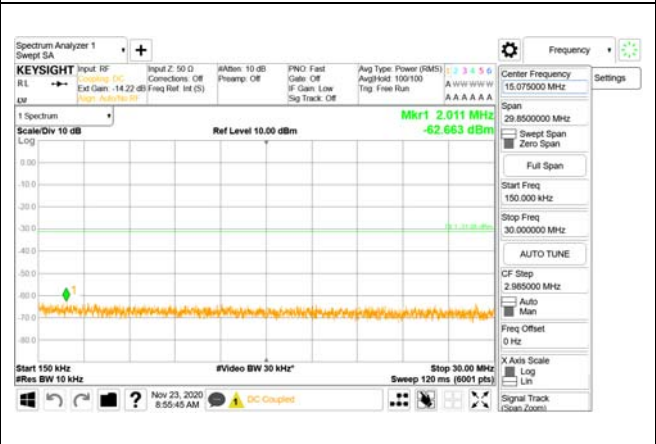 Spectrum Analyzer 1
Swept SA
+
Frequency
KEYSIGHT Input: RF
RL
Coupling: DC
Ext Gain: -14.22 dB
Align: Auto/No RF
Input Z: 50 Ω
Corrections: Off
Freq Ref: Int (S)
#Atten: 10 dB
Preamp: Off
PNO: Fast
Gate: Off
IF Gain: Low
Sig Track: Off
Avg Type: Power (RMS)
Avg|Hold: 100/100
Trig: Free Run
1 2 3 4 5 6
A W W W W W
A A A A A A
Center Frequency
15.075000 MHz
Settings
Span
29.8500000 MHz
Swept Span
Zero Span
Full Span
Start Freq
150.000 kHz
Stop Freq
30.000000 MHz
AUTO TUNE
CF Step
2.985000 MHz
Auto
Man
Freq Offset
0 Hz
X Axis Scale
Log
Lin
Signal Track
(Span Zoom)
1 Spectrum
Scale/Div 10 dB
Log
Ref Level 10.00 dBm
Mkr1 2.011 MHz
-62.663 dBm
0.00
-10.0
-20.0
-30.0
-40.0
-50.0
-60.0
-70.0
-80.0
1
Start 150 kHz
#Res BW 10 kHz
#Video BW 30 kHz*
Stop 30.00 MHz
Sweep 120 ms (6001 pts)
?
Nov 23, 2020
8:55:45 AM
1
DC Coupled